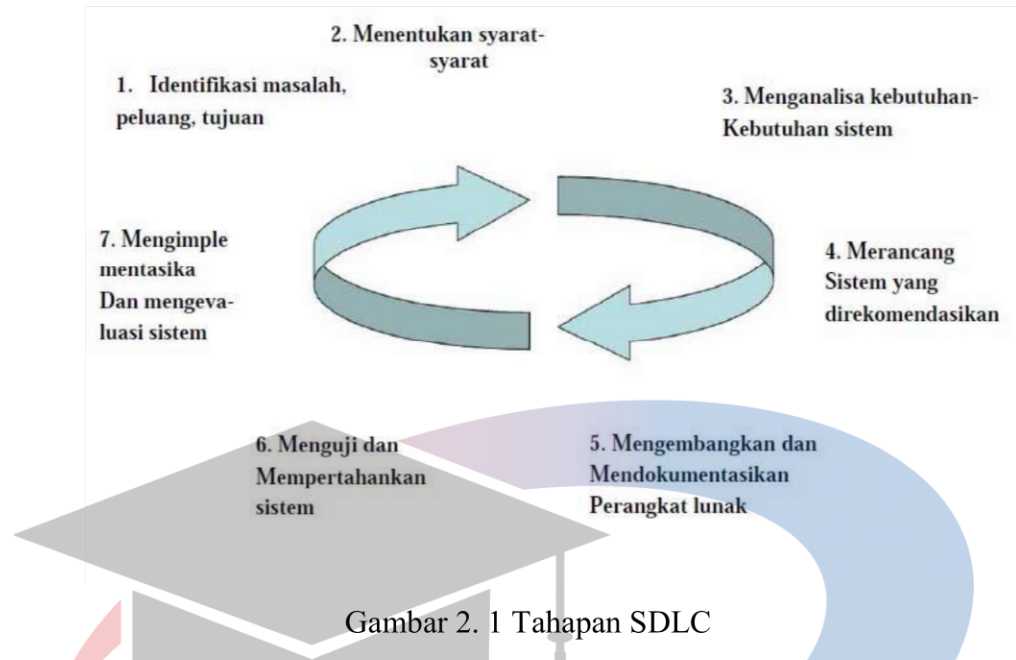 1. Identifikasi masalah,
peluang, tujuan
2. Menentukan syarat-
syarat
3. Menganalisa kebutuhan-
Kebutuhan sistem
4. Merancang
Sistem yang
direkomendasikan
5. Mengembangkan dan
Mendokumentasikan
Perangkat lunak
6. Menguji dan
Mempertahankan
sistem
7. Mengimple
mentasika
Dan mengeva-
luasi sistem
Gambar 2. 1 Tahapan SDLC